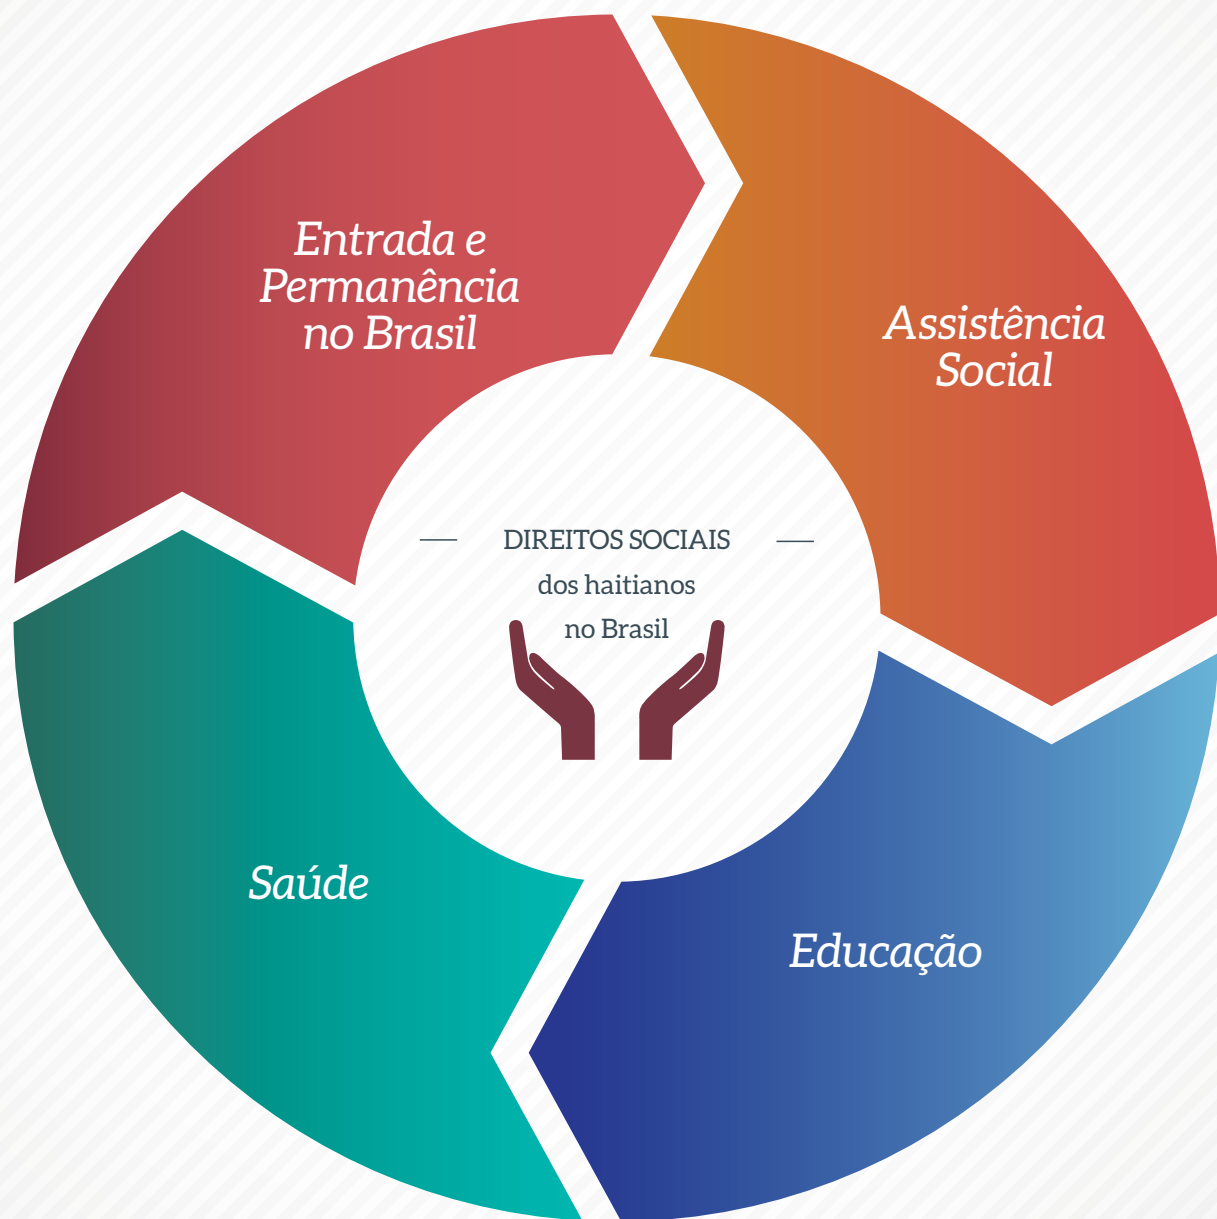 Entrada e
Permanência
no Brasil
Assistência
Social
DIREITOS SOCIAIS
dos haitianos
no Brasil
Saúde
Educação